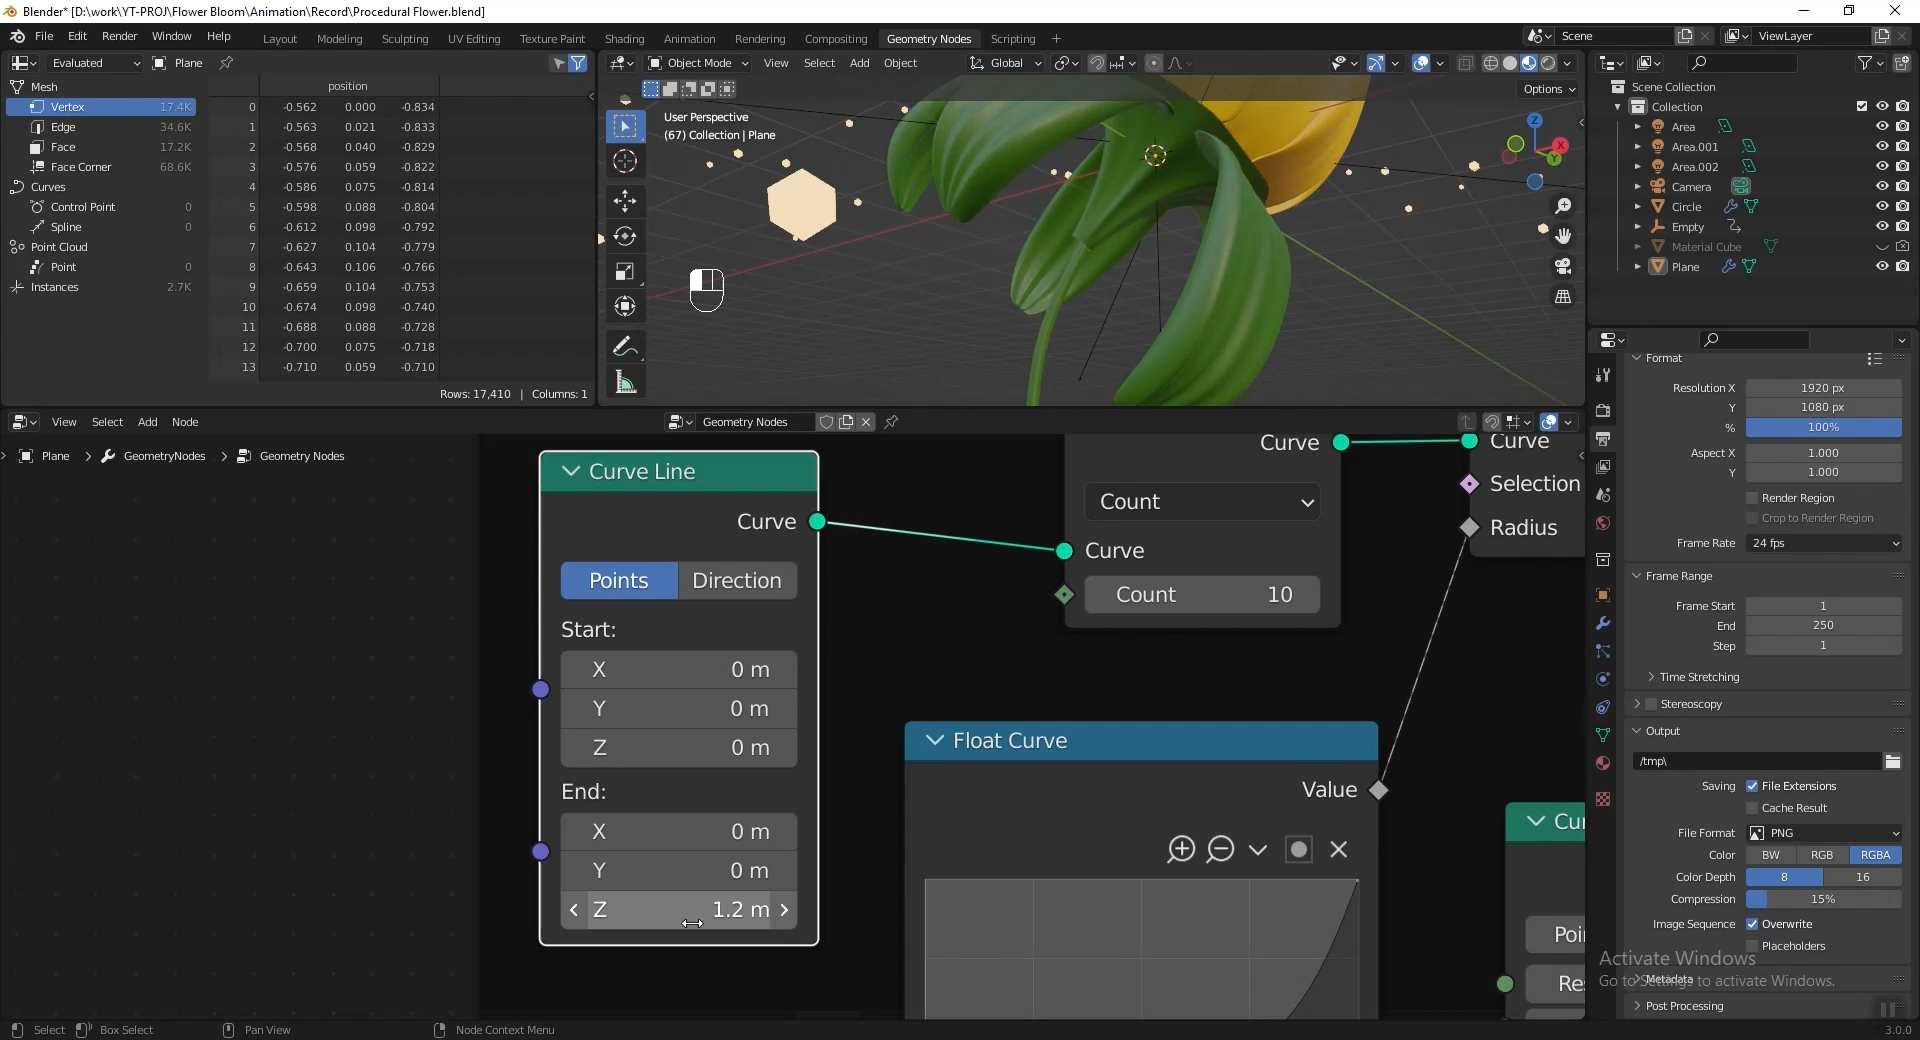 Blender* [D:\work\YT-PROJ\Flower Bloom\Animation\Record\Procedural Flower.blend]
File Edit Render Window Help Layout Modeling Sculpting UV Editing Texture Paint Shading Animation Rendering Compositing Geometry Nodes Scripting + Scene ViewLayer
Evaluated Plane
Object Mode View Select Add Object Global
Options
Mesh
position
Vertex 17.4K
Edge 34.6K
Face 17.2K
Face Corner 68.6K
Curves
Control Point 0
Spline 0
Point Cloud
Point 0
Instances 2.7K
0 -0.562 0.000 -0.834
1 -0.563 0.021 -0.833
2 -0.568 0.040 -0.829
3 -0.576 0.059 -0.822
4 -0.586 0.075 -0.814
5 -0.598 0.088 -0.804
6 -0.612 0.098 -0.792
7 -0.627 0.104 -0.779
8 -0.643 0.106 -0.766
9 -0.659 0.104 -0.753
10 -0.674 0.098 -0.740
11 -0.688 0.088 -0.728
12 -0.700 0.075 -0.718
13 -0.710 0.059 -0.710
Rows: 17,410 | Columns: 1
User Perspective
(67) Collection | Plane
Z
X
Y
Scene Collection
Collection
Area
Area.001
Area.002
Camera
Circle
Empty
Material Cube
Plane
View Select Add Node Geometry Nodes
Plane GeometryNodes Geometry Nodes
Curve Line
Curve
Points Direction
Start:
X 0 m
Y 0 m
Z 0 m
End:
X 0 m
Y 0 m
Z 1.2 m
Curve
Count
Curve
Count 10
Curve
Selection
Radius
Float Curve
Value
Cur
Poi
Res
Format
Resolution X 1920 px
Y 1080 px
% 100%
Aspect X 1.000
Y 1.000
Render Region
Crop to Render Region
Frame Rate 24 fps
Frame Range
Frame Start 1
End 250
Step 1
Time Stretching
Stereoscopy
Output
/tmp\
Saving File Extensions
Cache Result
File Format PNG
Color BW RGB RGBA
Color Depth 8 16
Compression 15%
Image Sequence Overwrite
Placeholders
Metadata
Post Processing
Activate Windows
Go to Settings to activate Windows.
Select Box Select Pan View Node Context Menu 3.0.0